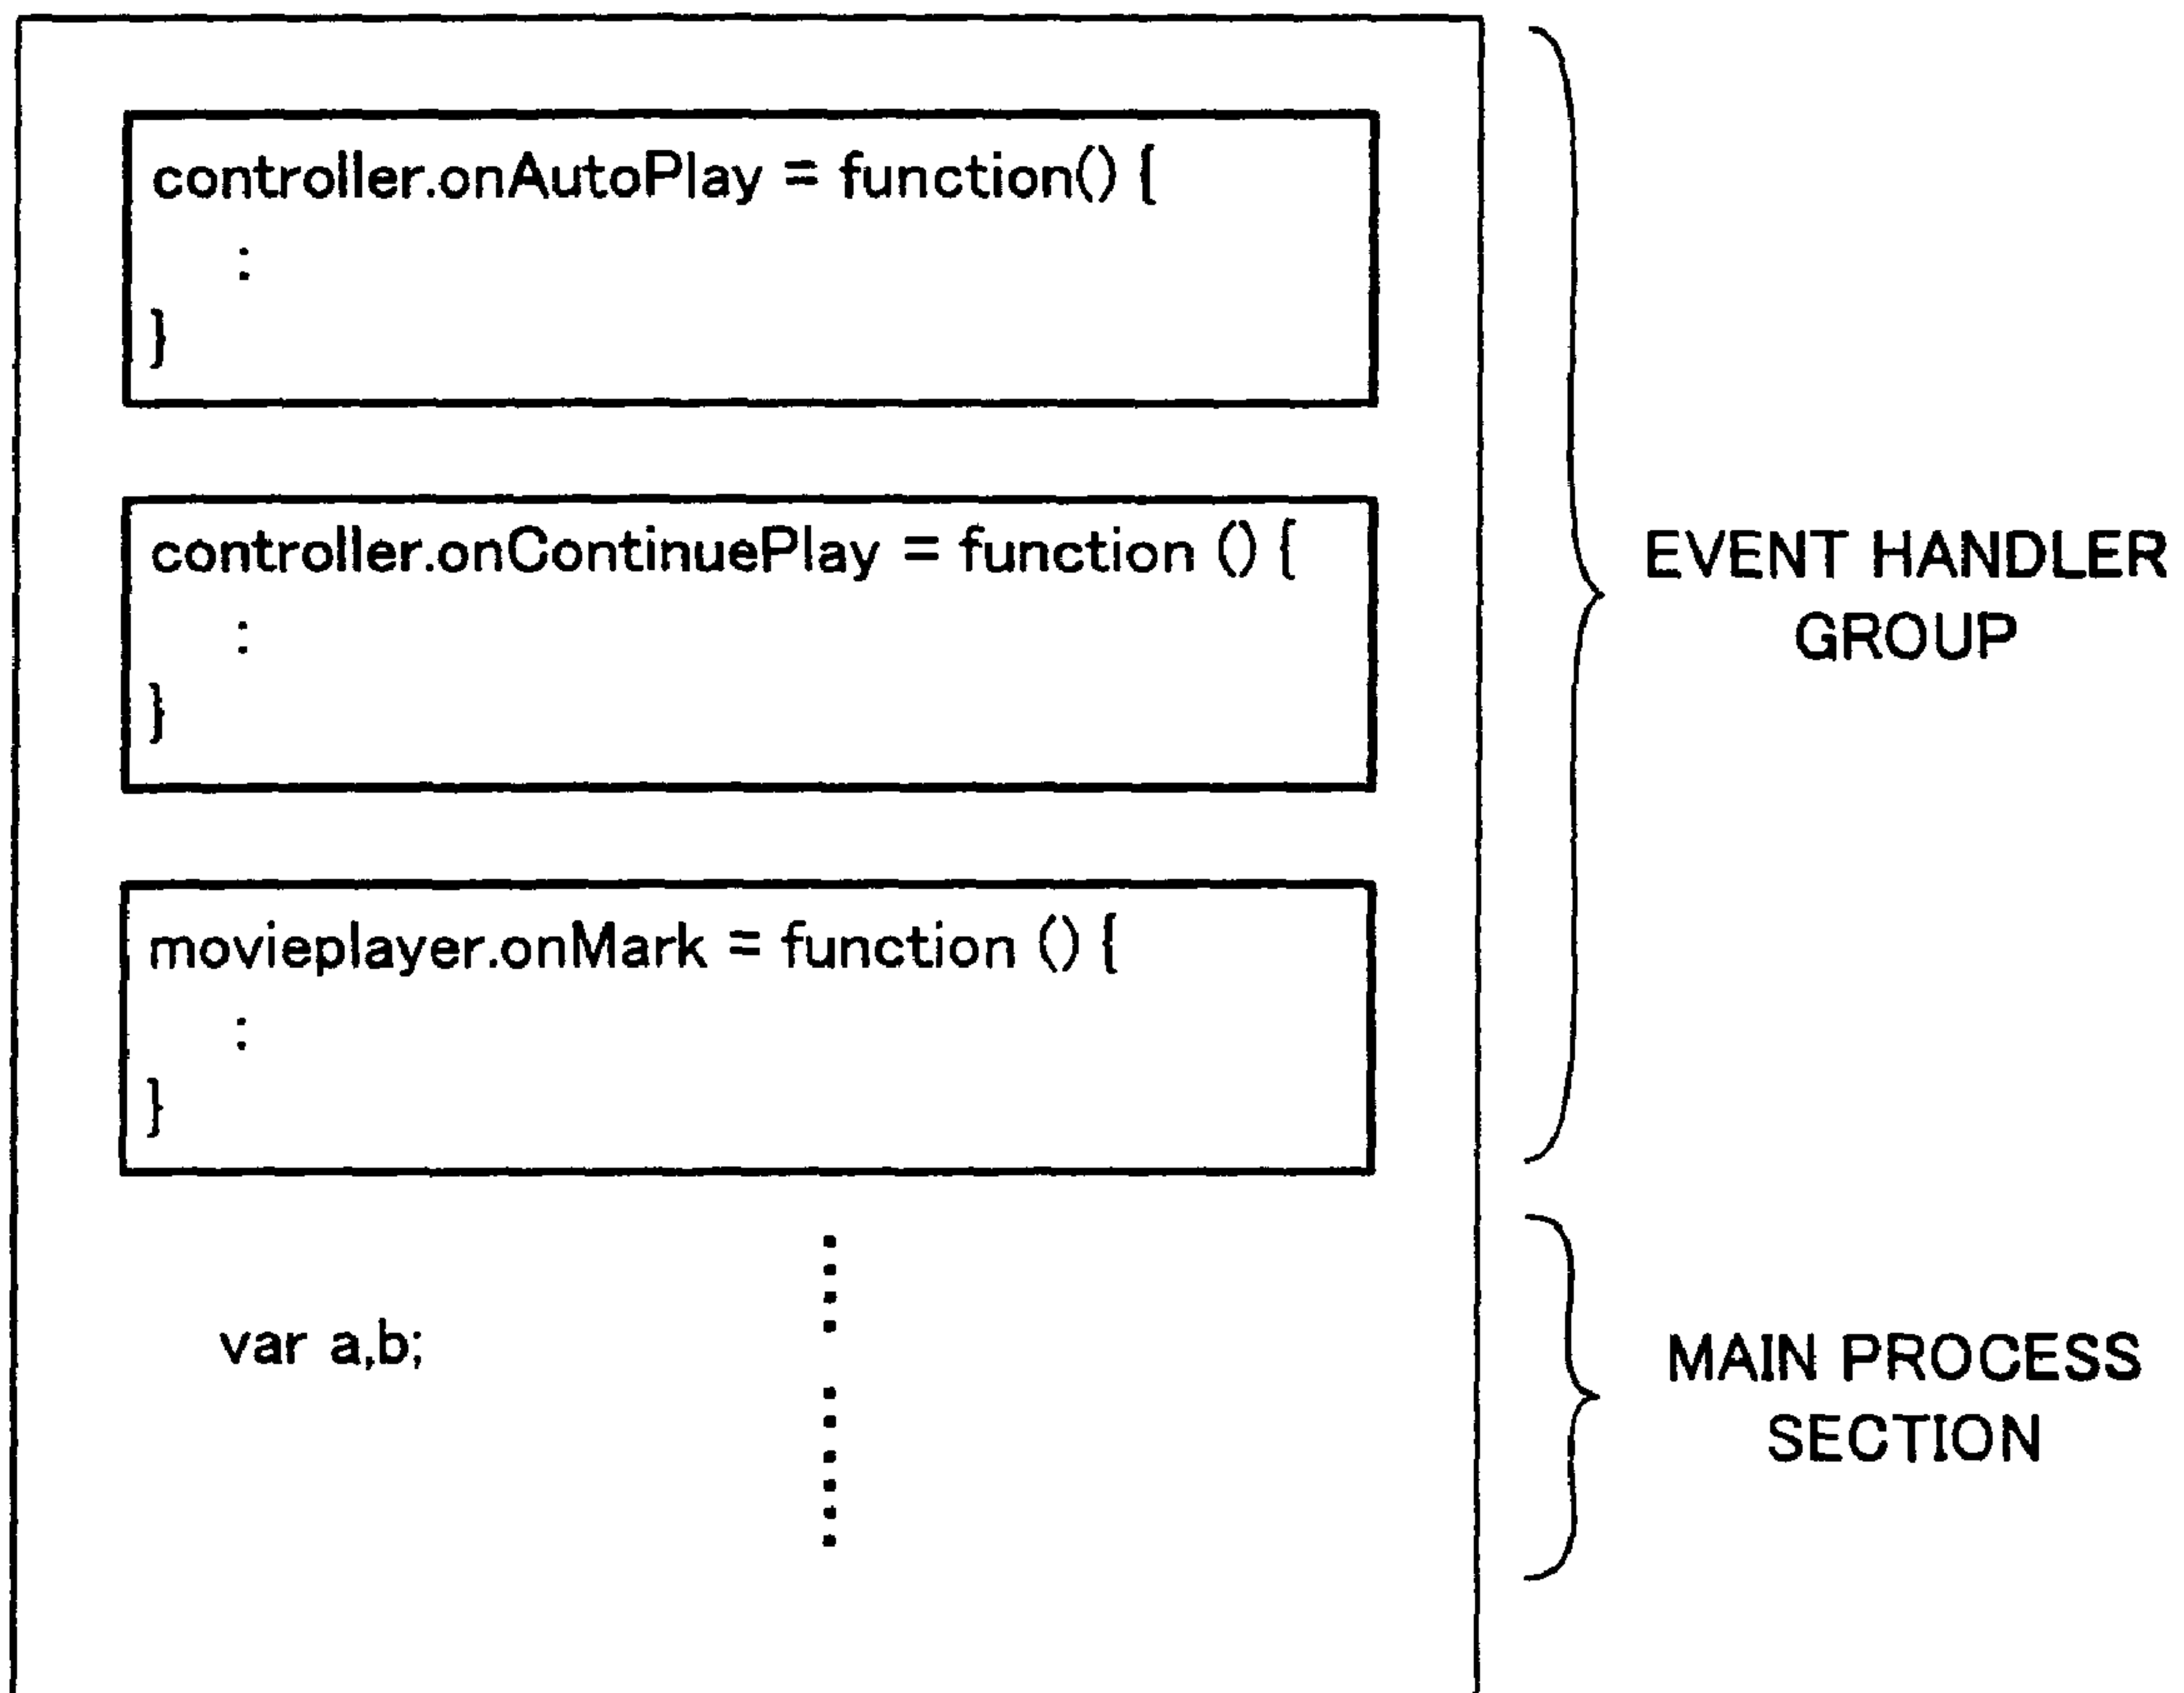 controller.onAutoPlay = function() {
:
}
controller.onContinuePlay = function () {
:
}
movieplayer.onMark = function () {
:
}
EVENT HANDLER
GROUP
var a,b;
MAIN PROCESS
SECTION